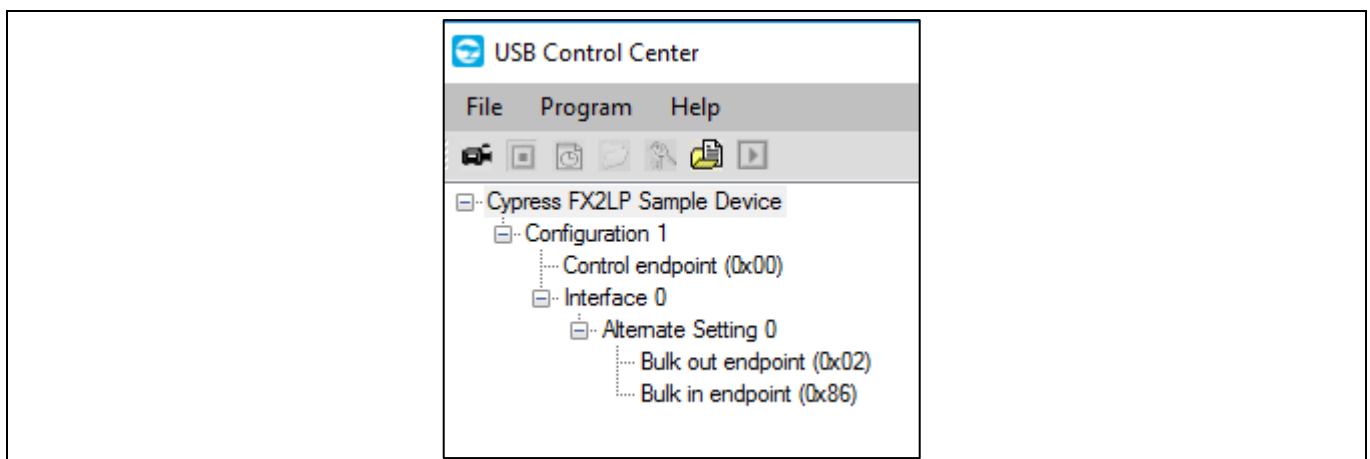 USB Control Center
File Program Help
Cypress FX2LP Sample Device
Configuration 1
Control endpoint (0x00)
Interface 0
Alternate Setting 0
Bulk out endpoint (0x02)
Bulk in endpoint (0x86)